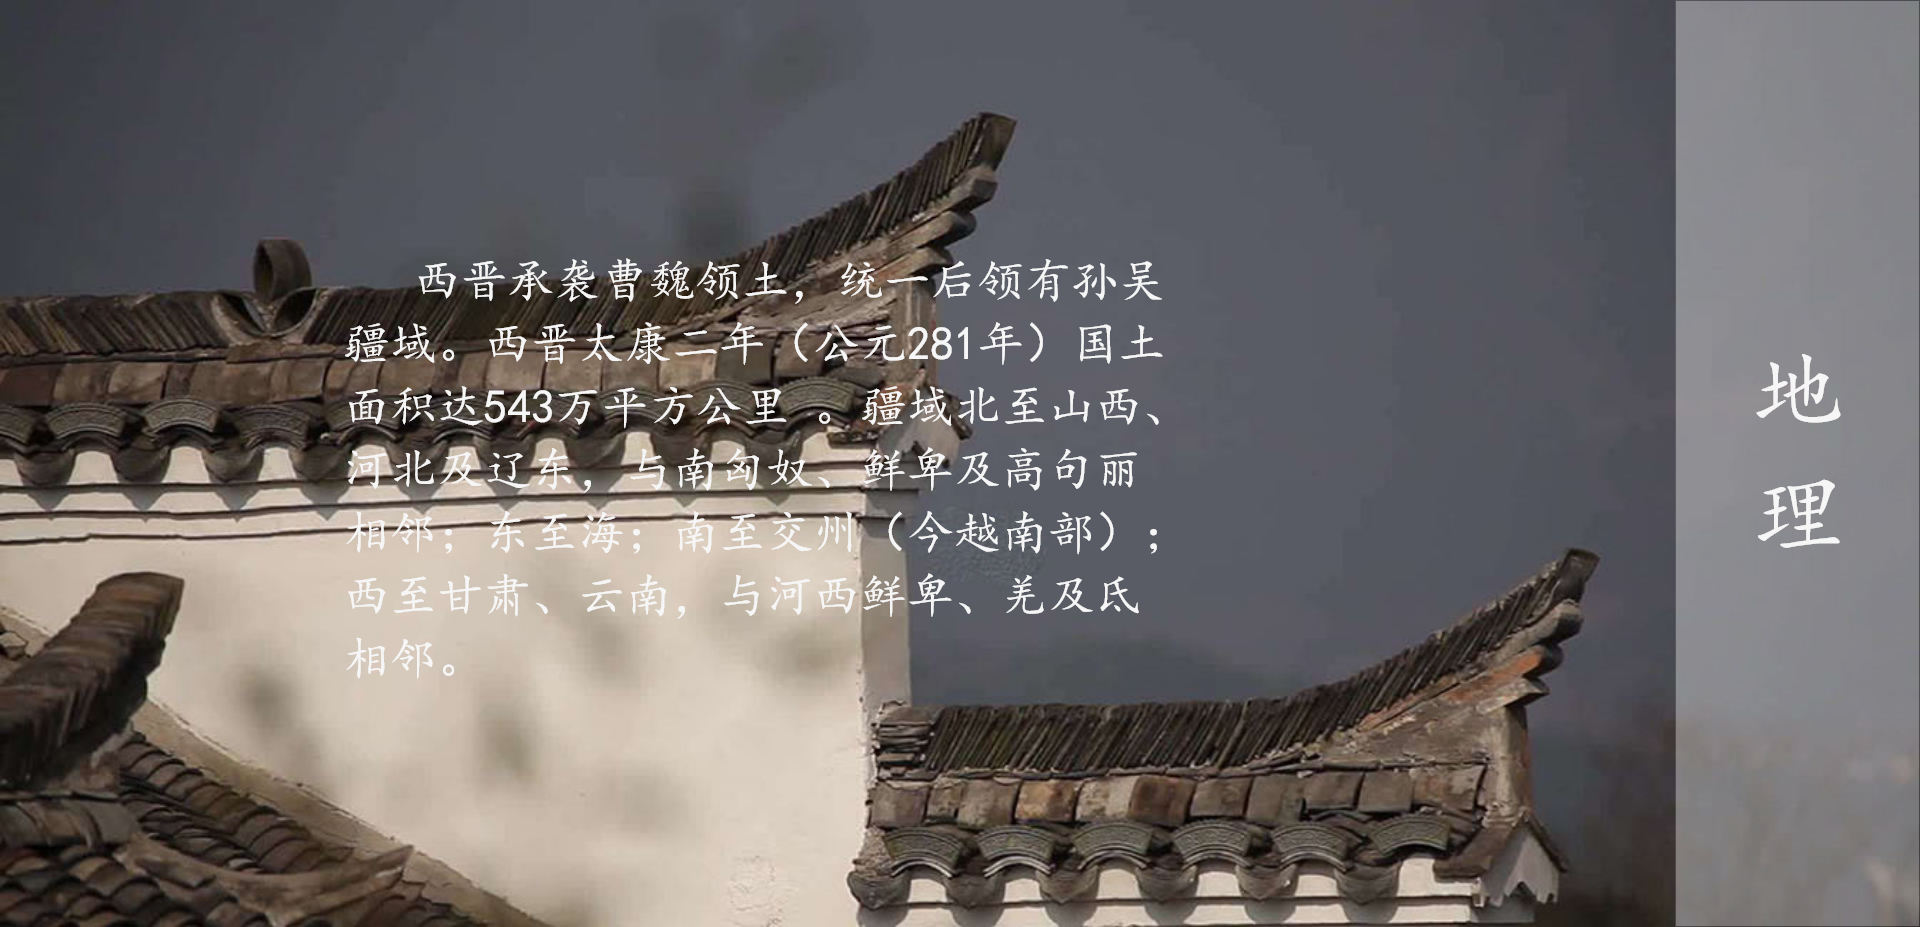 西晋承袭曹魏领土，统一后领有孙吴
疆域。西晋太康二年（公元281年）国土
面积达543万平方公里 。疆域北至山西、
河北及辽东，与南匈奴、鲜卑及高句丽
相邻；东至海；南至交州（今越南部）；
西至甘肃、云南，与河西鲜卑、羌及氐
相邻。
地
理